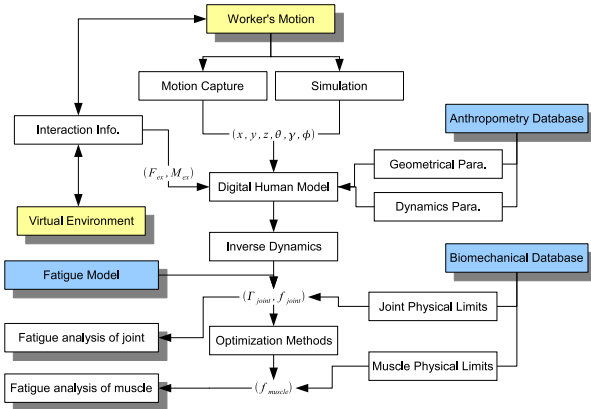 Worker's Motion
Motion Capture
Simulation
Interaction Info.
(x, y, z, θ, γ, ϕ)
Anthropometry Database
(F_ex, M_ex)
Geometrical Para.
Digital Human Model
Dynamics Para.
Virtual Environment
Inverse Dynamics
Biomechanical Database
Fatigue Model
(Γ_joint, f_joint)
Joint Physical Limits
Fatigue analysis of joint
Optimization Methods
Muscle Physical Limits
Fatigue analysis of muscle
(f_muscle)